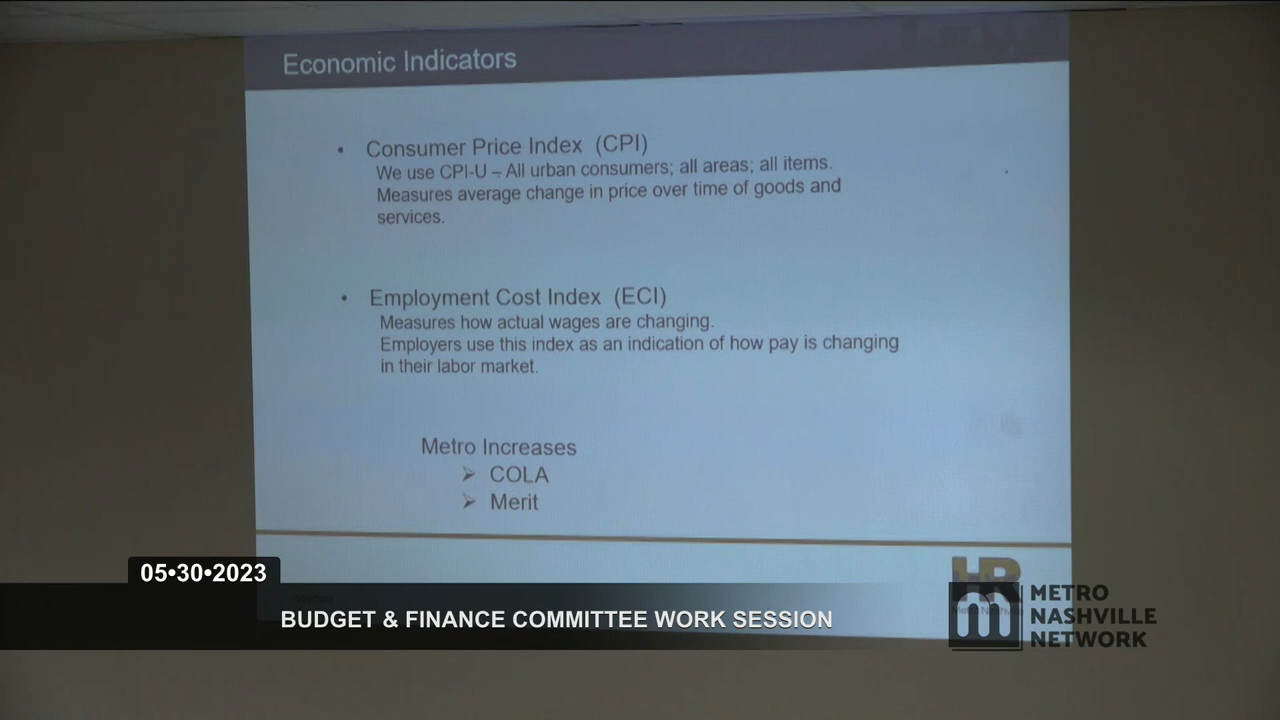 Economic Indicators
• Consumer Price Index (CPI)
We use CPI-U – All urban consumers; all areas; all items.
Measures average change in price over time of goods and
services.
• Employment Cost Index (ECI)
Measures how actual wages are changing.
Employers use this index as an indication of how pay is changing
in their labor market.
Metro Increases
➢ COLA
➢ Merit
HR
05•30•2023
BUDGET & FINANCE COMMITTEE WORK SESSION
m
METRO
NASHVILLE
NETWORK